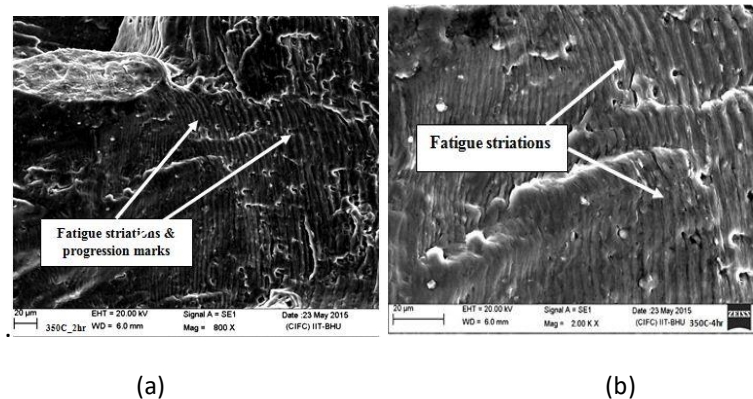 Fatigue striations &
progression marks
20 µm
350C_2hr
EHT = 20.00 kV
WD = 6.0 mm
Signal A = SE1
Mag = 800 X
Date :23 May 2015
(CIFC) IIT-BHU
Fatigue striations
20 µm
EHT = 20.00 kV
WD = 6.0 mm
Signal A = SE1
Mag = 2.00 K X
Date :23 May 2015
(CIFC) IIT-BHU 350C-4hr
ZEISS
(a)
(b)